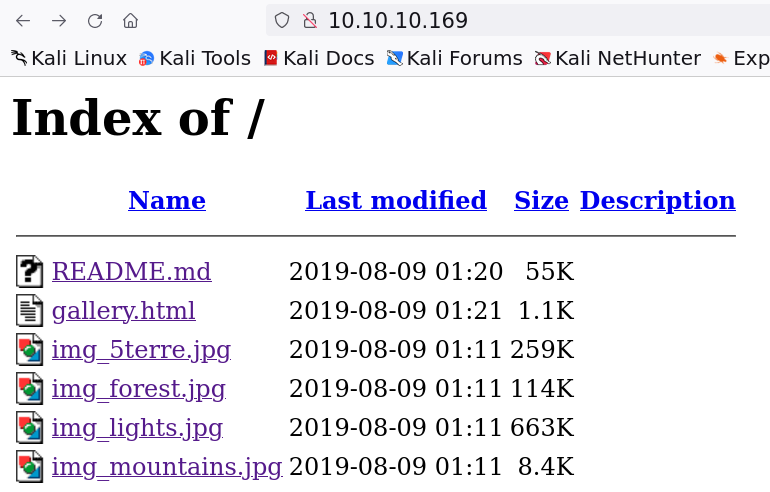 10.10.10.169
Kali Linux Kali Tools Kali Docs Kali Forums Kali NetHunter Exp
Index of /
Name Last modified Size Description
README.md 2019-08-09 01:20 55K
gallery.html 2019-08-09 01:21 1.1K
img_5terre.jpg 2019-08-09 01:11 259K
img_forest.jpg 2019-08-09 01:11 114K
img_lights.jpg 2019-08-09 01:11 663K
img_mountains.jpg 2019-08-09 01:11 8.4K